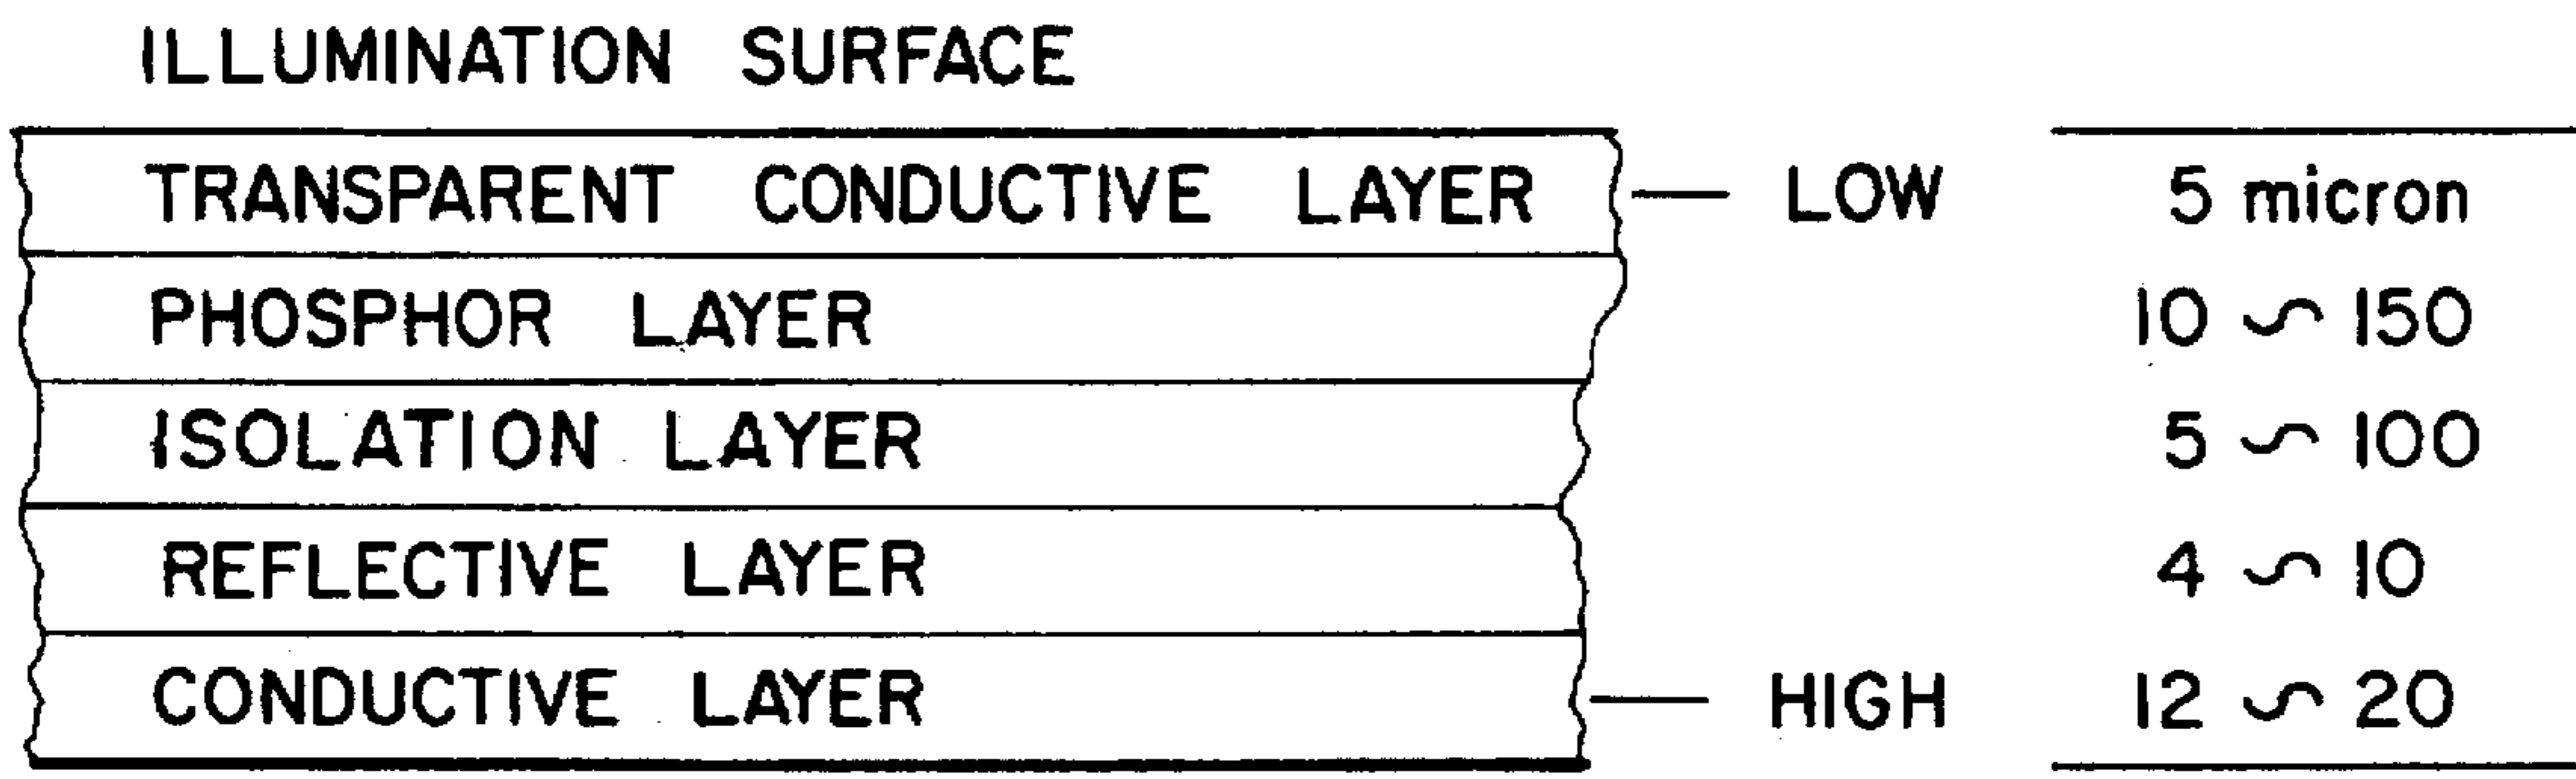 ILLUMINATION SURFACE
TRANSPARENT CONDUCTIVE LAYER — LOW 5 micron
PHOSPHOR LAYER 10 ∽ 150
ISOLATION LAYER 5 ∽ 100
REFLECTIVE LAYER 4 ∽ 10
CONDUCTIVE LAYER — HIGH 12 ∽ 20